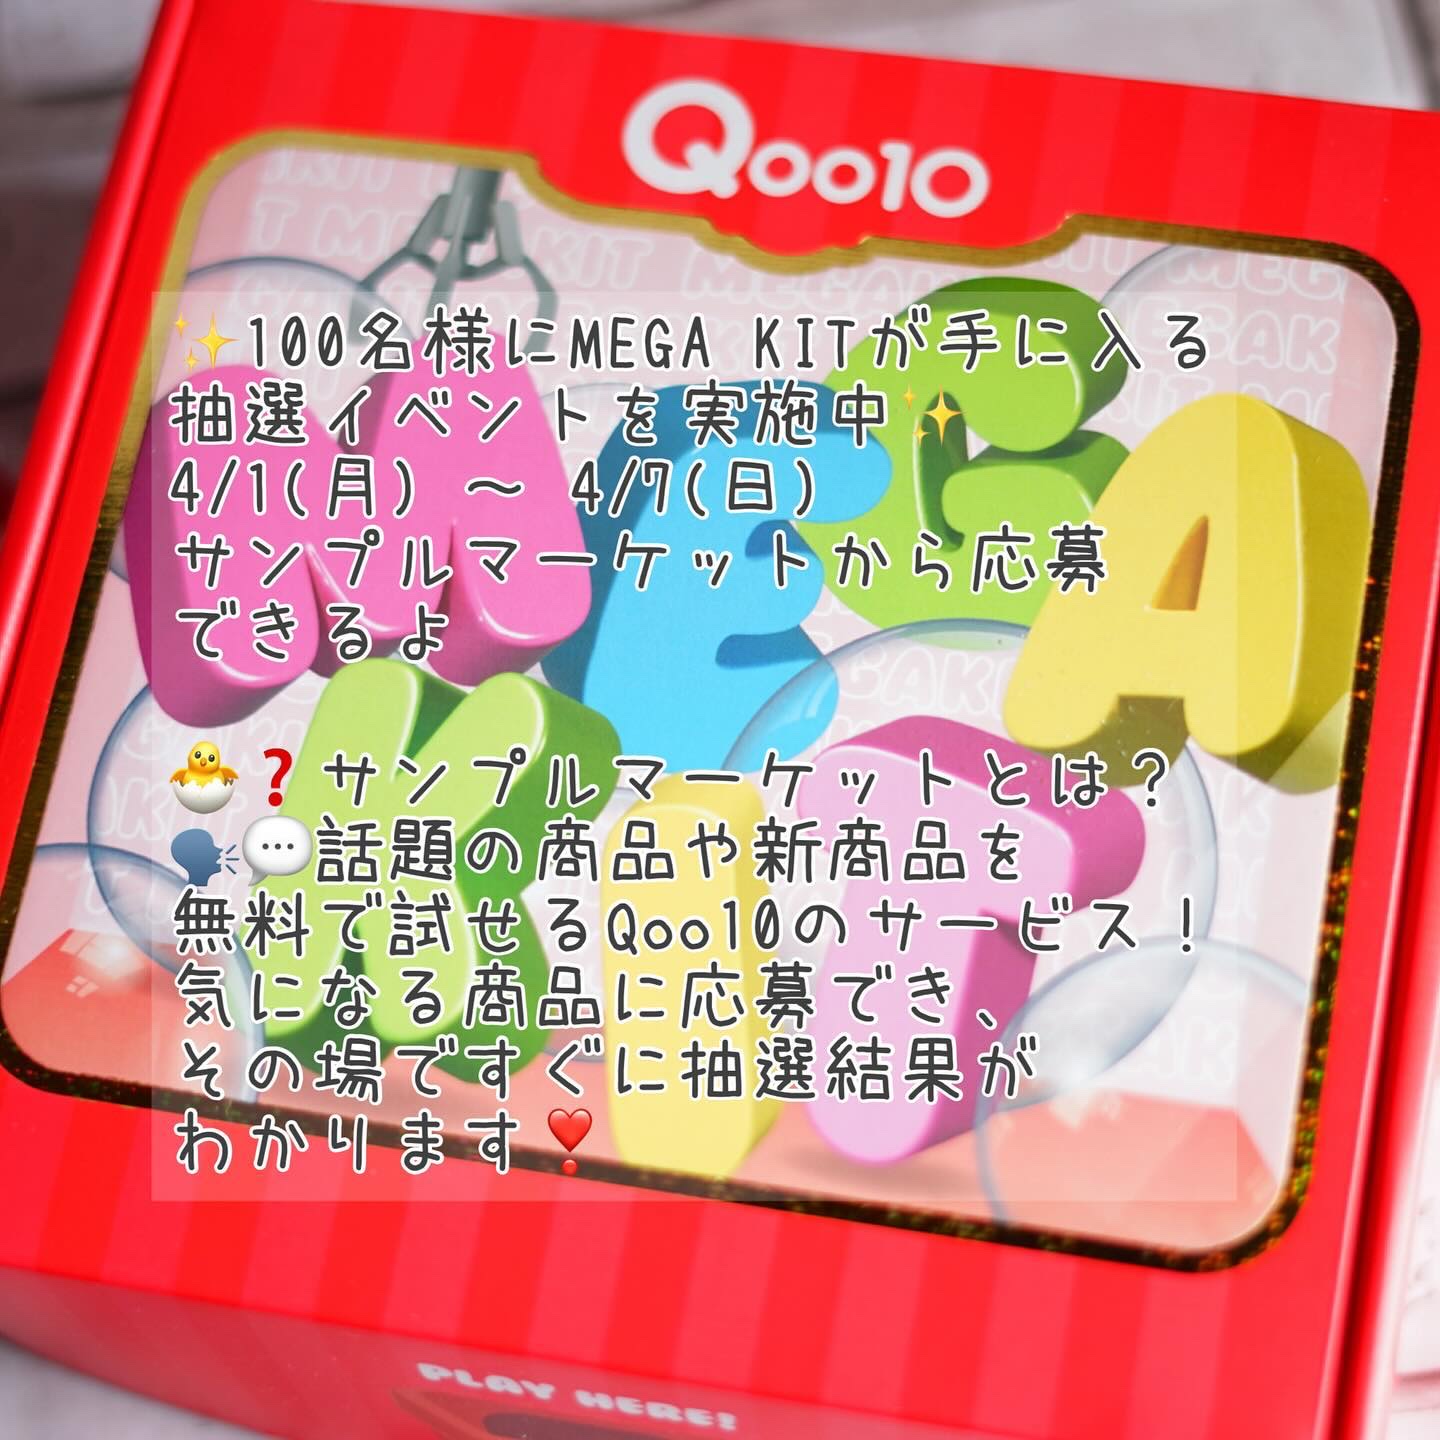 Qoo10
✨100名様にMEGA KITが手に入る
抽選イベントを実施中✨
4/1(月) ～ 4/7(日)
サンプルマーケットから応募
できるよ
🐣❓サンプルマーケットとは？
🗣💬話題の商品や新商品を
無料で試せるQoo10のサービス！
気になる商品に応募でき、
その場ですぐに抽選結果が
わかります❣
MEGA
KIT
PLAY HERE!